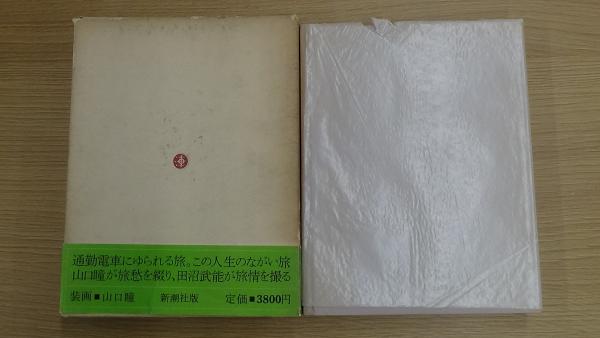 通勤電車にゆられる旅。この人生のながい旅
山口瞳が旅愁を綴り、田沼武能が旅情を撮る
装画■山口瞳 新潮社版 定価■3800円